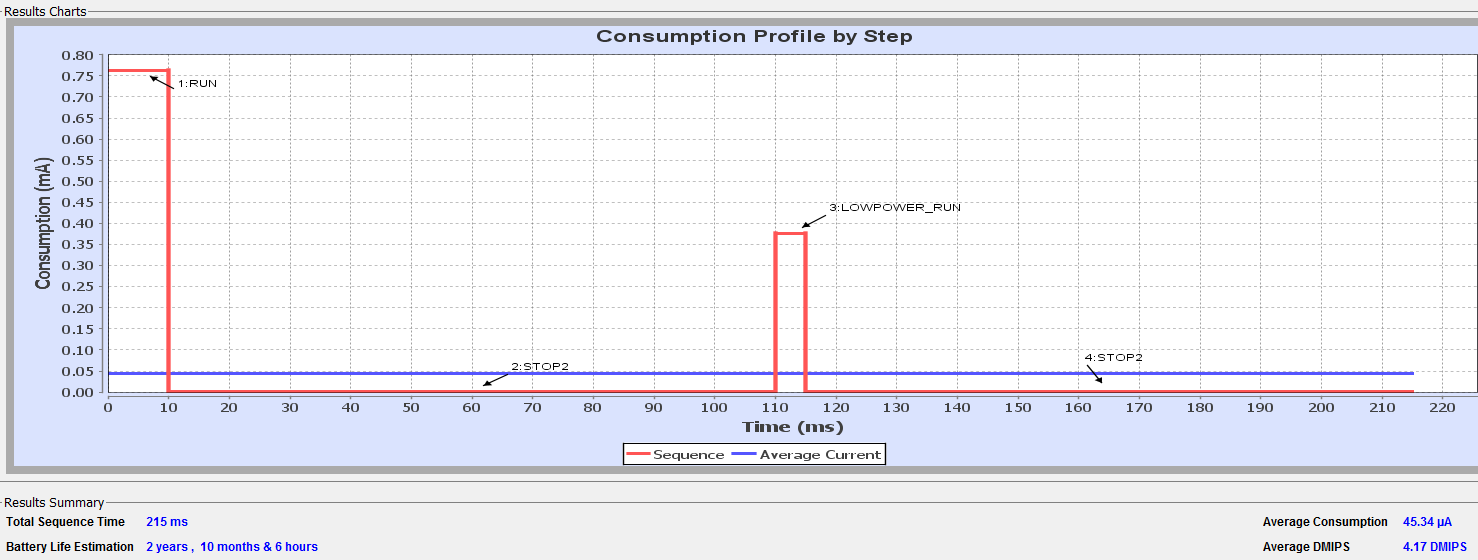 Results Charts
Consumption Profile by Step
Consumption (mA)
0.80
0.75
0.70
0.65
0.60
0.55
0.50
0.45
0.40
0.35
0.30
0.25
0.20
0.15
0.10
0.05
0.00
1:RUN
3:LOWPOWER_RUN
2:STOP2
4:STOP2
0 10 20 30 40 50 60 70 80 90 100 110 120 130 140 150 160 170 180 190 200 210 220
Time (ms)
Sequence Average Current
Results Summary
Total Sequence Time 215 ms Average Consumption 45.34 µA
Battery Life Estimation 2 years , 10 months & 6 hours Average DMIPS 4.17 DMIPS